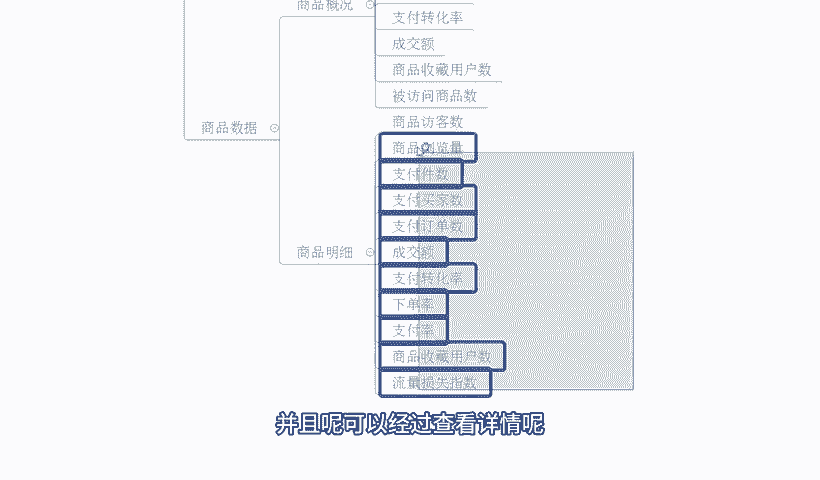 商品概况
支付转化率
成交额
商品收藏用户数
被访问商品数
商品数据
商品访客数
商品浏览量
支付件数
支付买家数
支付订单数
商品明细
成交额
支付转化率
下单率
支付率
商品收藏用户数
流量损失指数
并且呢可以经过查看详情呢